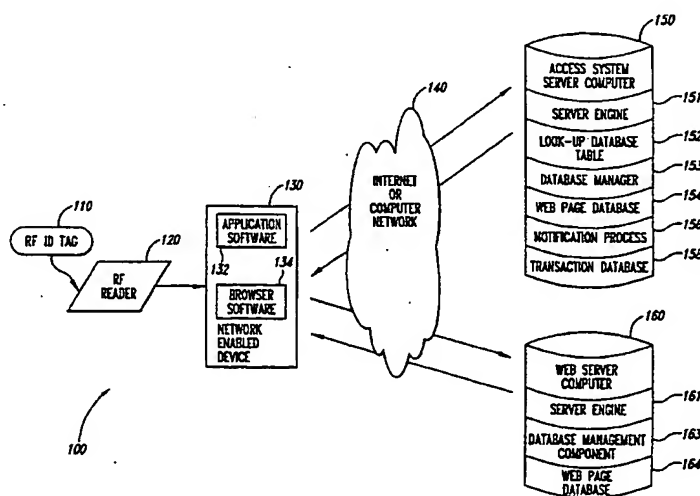 110
RF ID TAG
120
RF
READER
130
APPLICATION
SOFTWARE
132
134
BROWSER
SOFTWARE
NETWORK
ENABLED
DEVICE
100
140
INTERNET
OR
COMPUTER
NETWORK
150
ACCESS SYSTEM
SERVER COMPUTER
151
SERVER ENGINE
152
LOOK-UP DATABASE
TABLE
153
DATABASE MANAGER
154
WEB PAGE DATABASE
156
NOTIFICATION PROCESS
158
TRANSACTION DATABASE
160
WEB SERVER
COMPUTER
161
SERVER ENGINE
163
DATABASE MANAGEMENT
COMPONENT
164
WEB PAGE
DATABASE